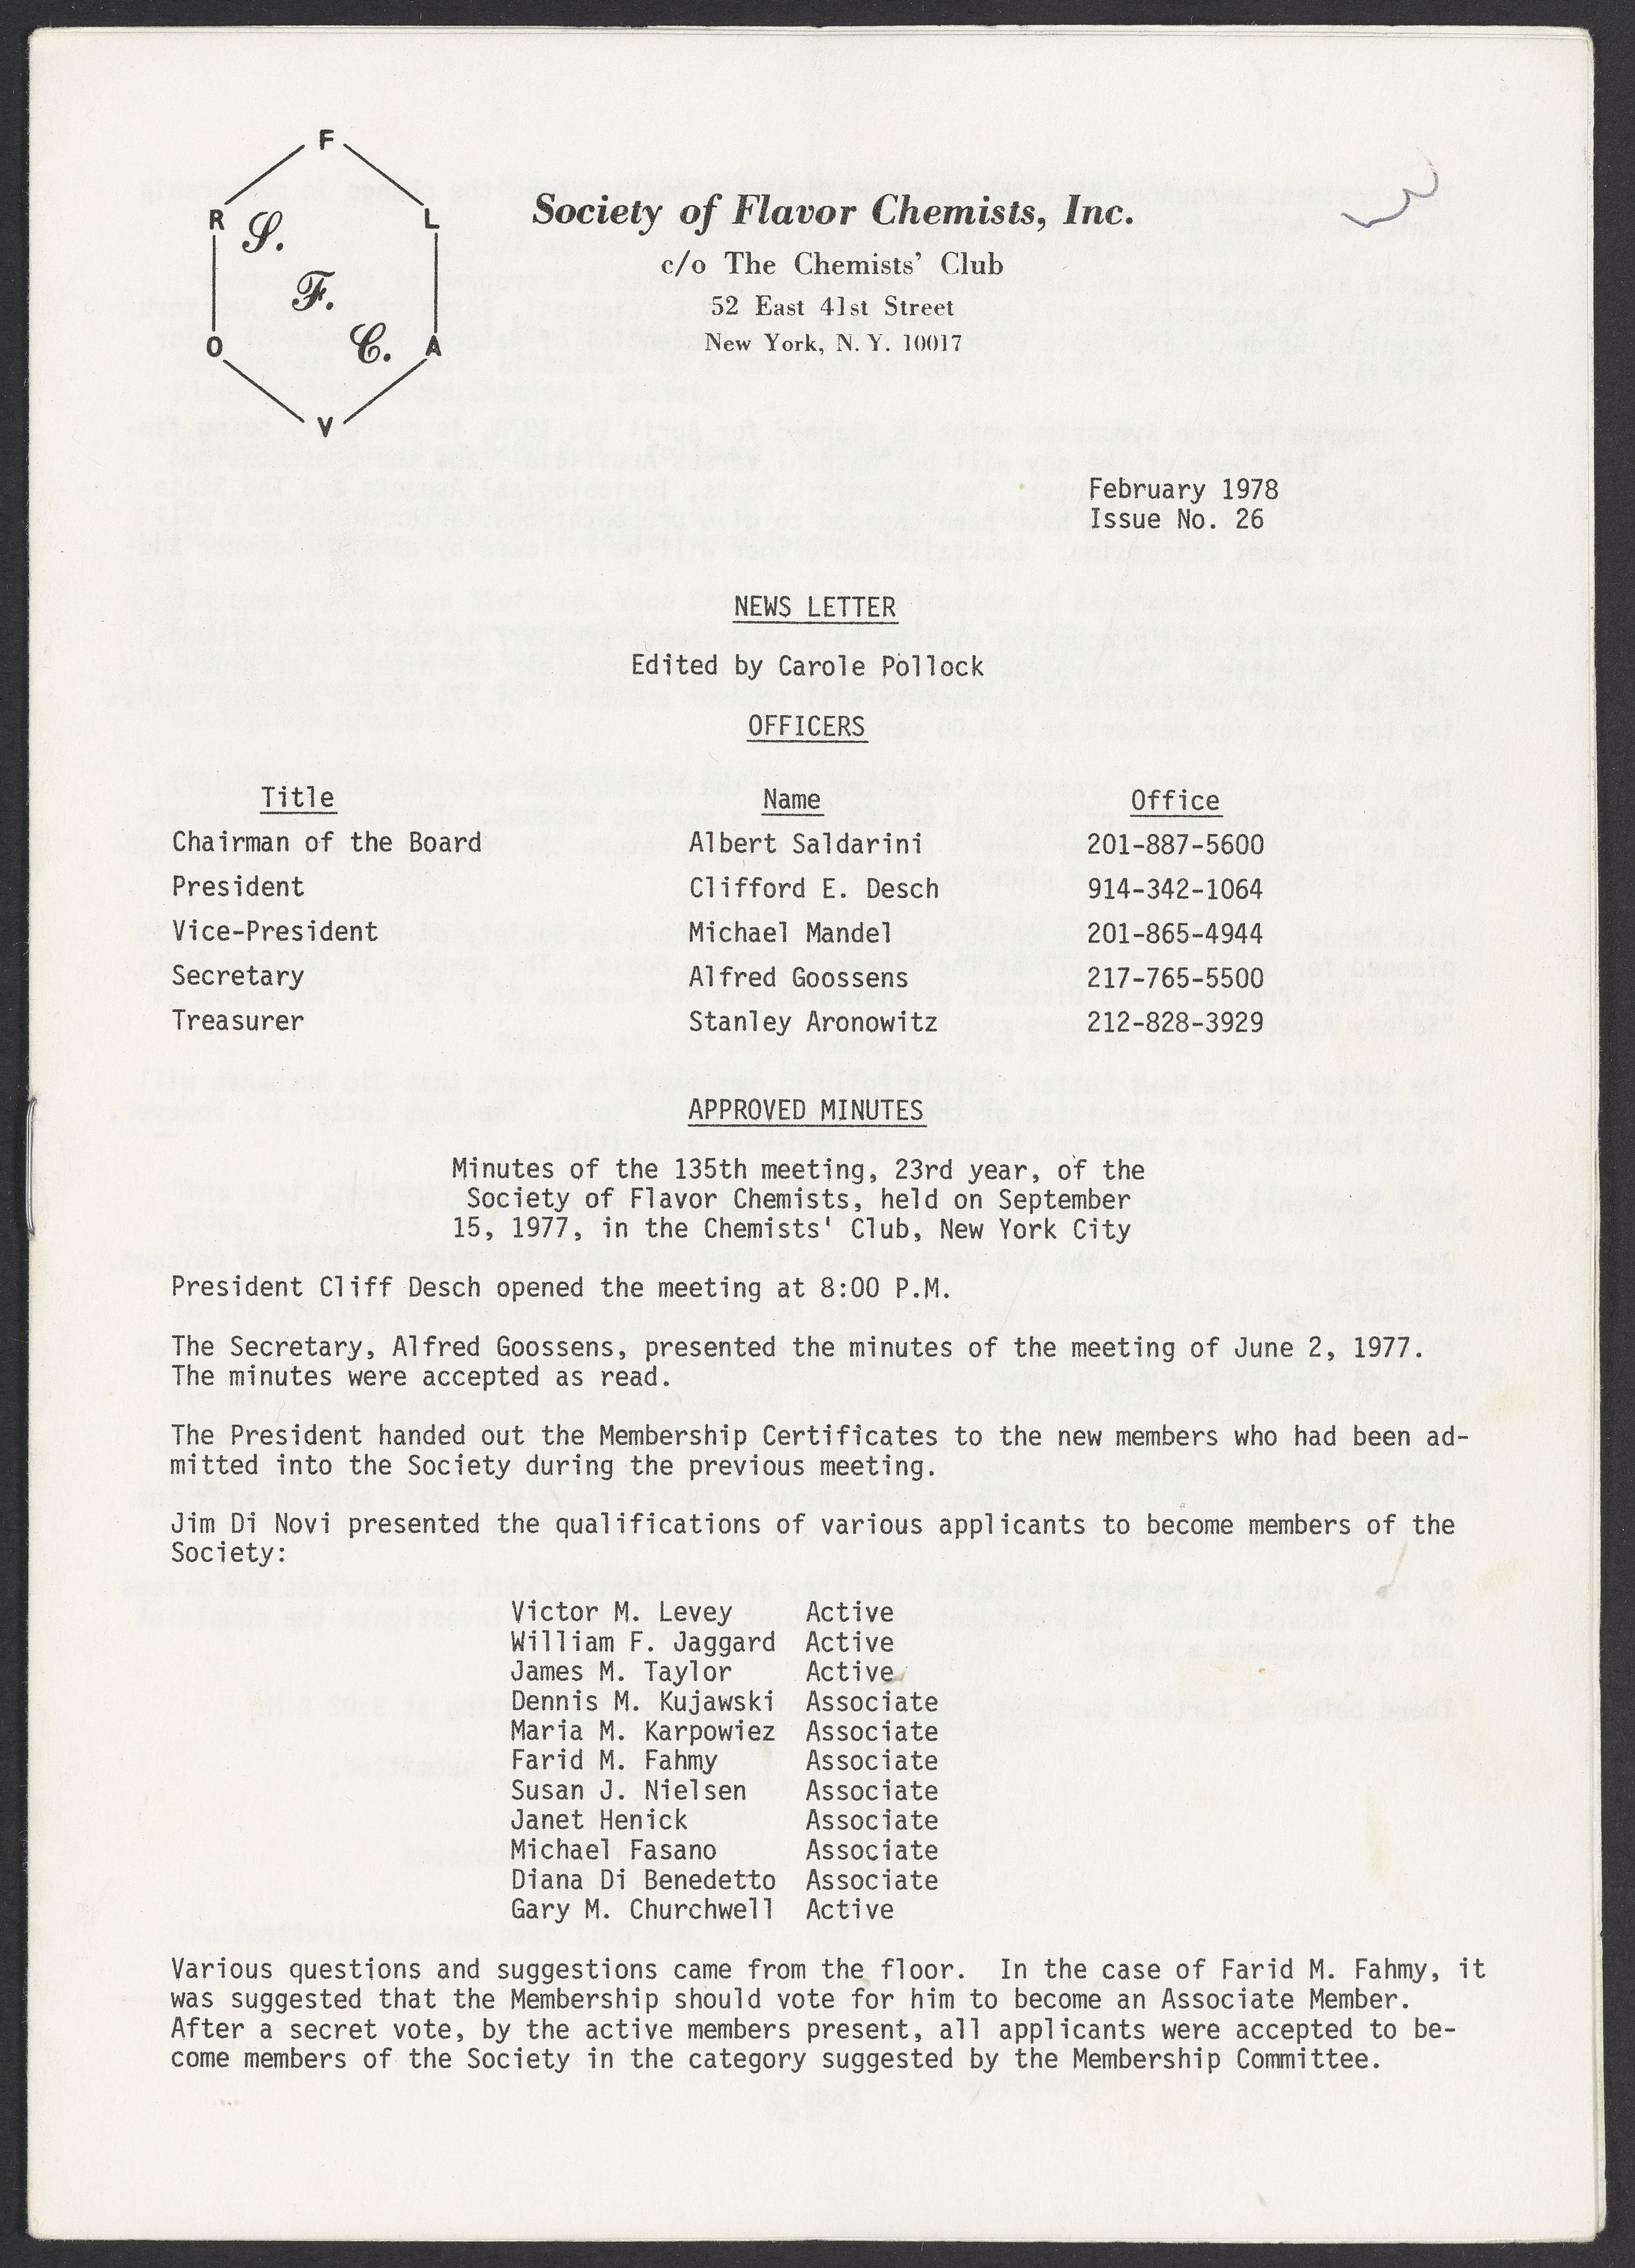 F
R L
S.
F.
O C. A
V
Society of Flavor Chemists, Inc.
c/o The Chemists' Club
52 East 41st Street
New York, N. Y. 10017
February 1978
Issue No. 26
NEWS LETTER
Edited by Carole Pollock
OFFICERS
Title Name Office
Chairman of the Board Albert Saldarini 201-887-5600
President Clifford E. Desch 914-342-1064
Vice-President Michael Mandel 201-865-4944
Secretary Alfred Goossens 217-765-5500
Treasurer Stanley Aronowitz 212-828-3929
APPROVED MINUTES
Minutes of the 135th meeting, 23rd year, of the
Society of Flavor Chemists, held on September
15, 1977, in the Chemists' Club, New York City
President Cliff Desch opened the meeting at 8:00 P.M.
The Secretary, Alfred Goossens, presented the minutes of the meeting of June 2, 1977.
The minutes were accepted as read.
The President handed out the Membership Certificates to the new members who had been ad-
mitted into the Society during the previous meeting.
Jim Di Novi presented the qualifications of various applicants to become members of the
Society:
Victor M. Levey Active
William F. Jaggard Active
James M. Taylor Active
Dennis M. Kujawski Associate
Maria M. Karpowiez Associate
Farid M. Fahmy Associate
Susan J. Nielsen Associate
Janet Henick Associate
Michael Fasano Associate
Diana Di Benedetto Associate
Gary M. Churchwell Active
Various questions and suggestions came from the floor. In the case of Farid M. Fahmy, it
was suggested that the Membership should vote for him to become an Associate Member.
After a secret vote, by the active members present, all applicants were accepted to be-
come members of the Society in the category suggested by the Membership Committee.